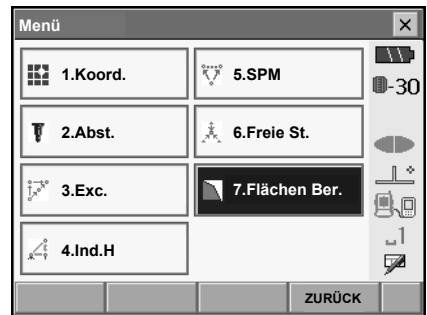 Menü
1.Koord.
5.SPM
-30
2.Abst.
6.Freie St.
3.Exc.
7.Flächen Ber.
4.Ind.H
1
ZURÜCK